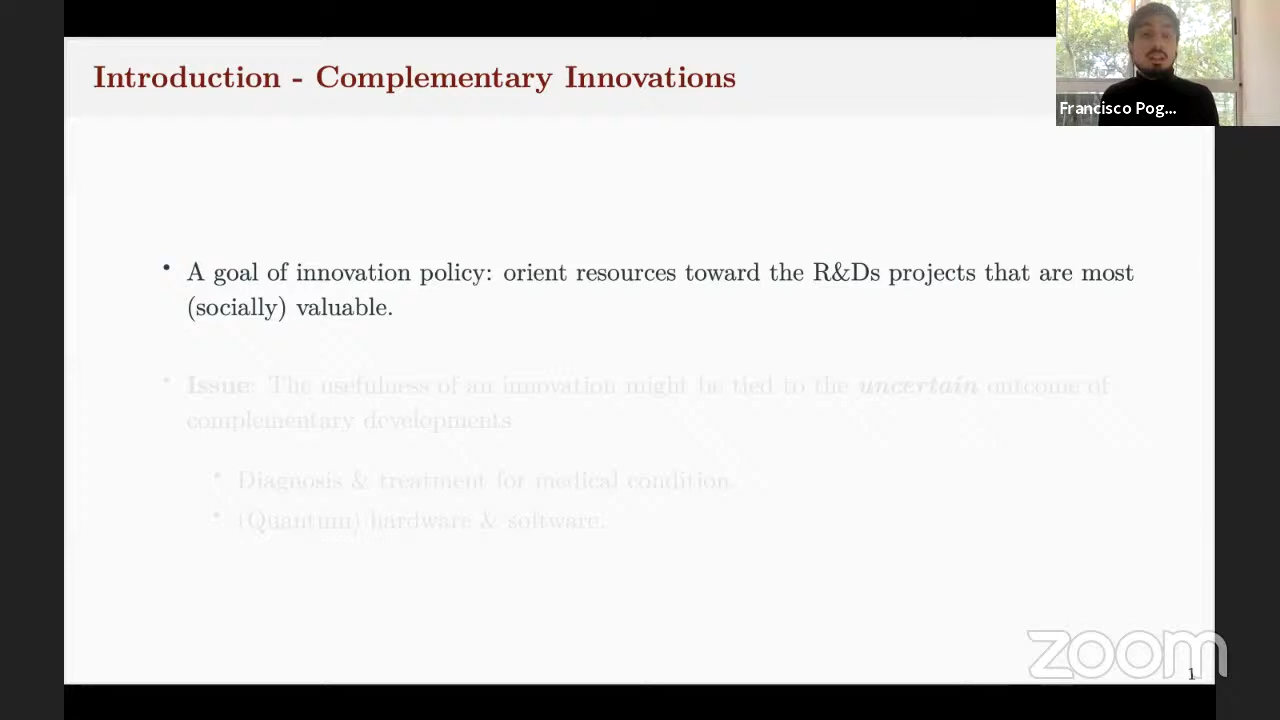 Introduction - Complementary Innovations
Francisco Pog...
• A goal of innovation policy: orient resources toward the R&Ds projects that are most
(socially) valuable.
• Issue: The usefulness of an innovation might be tied to the uncertain outcome of
complementary developments
• Diagnosis & treatment for medical condition.
• (Quantum) hardware & software.
zoom
1